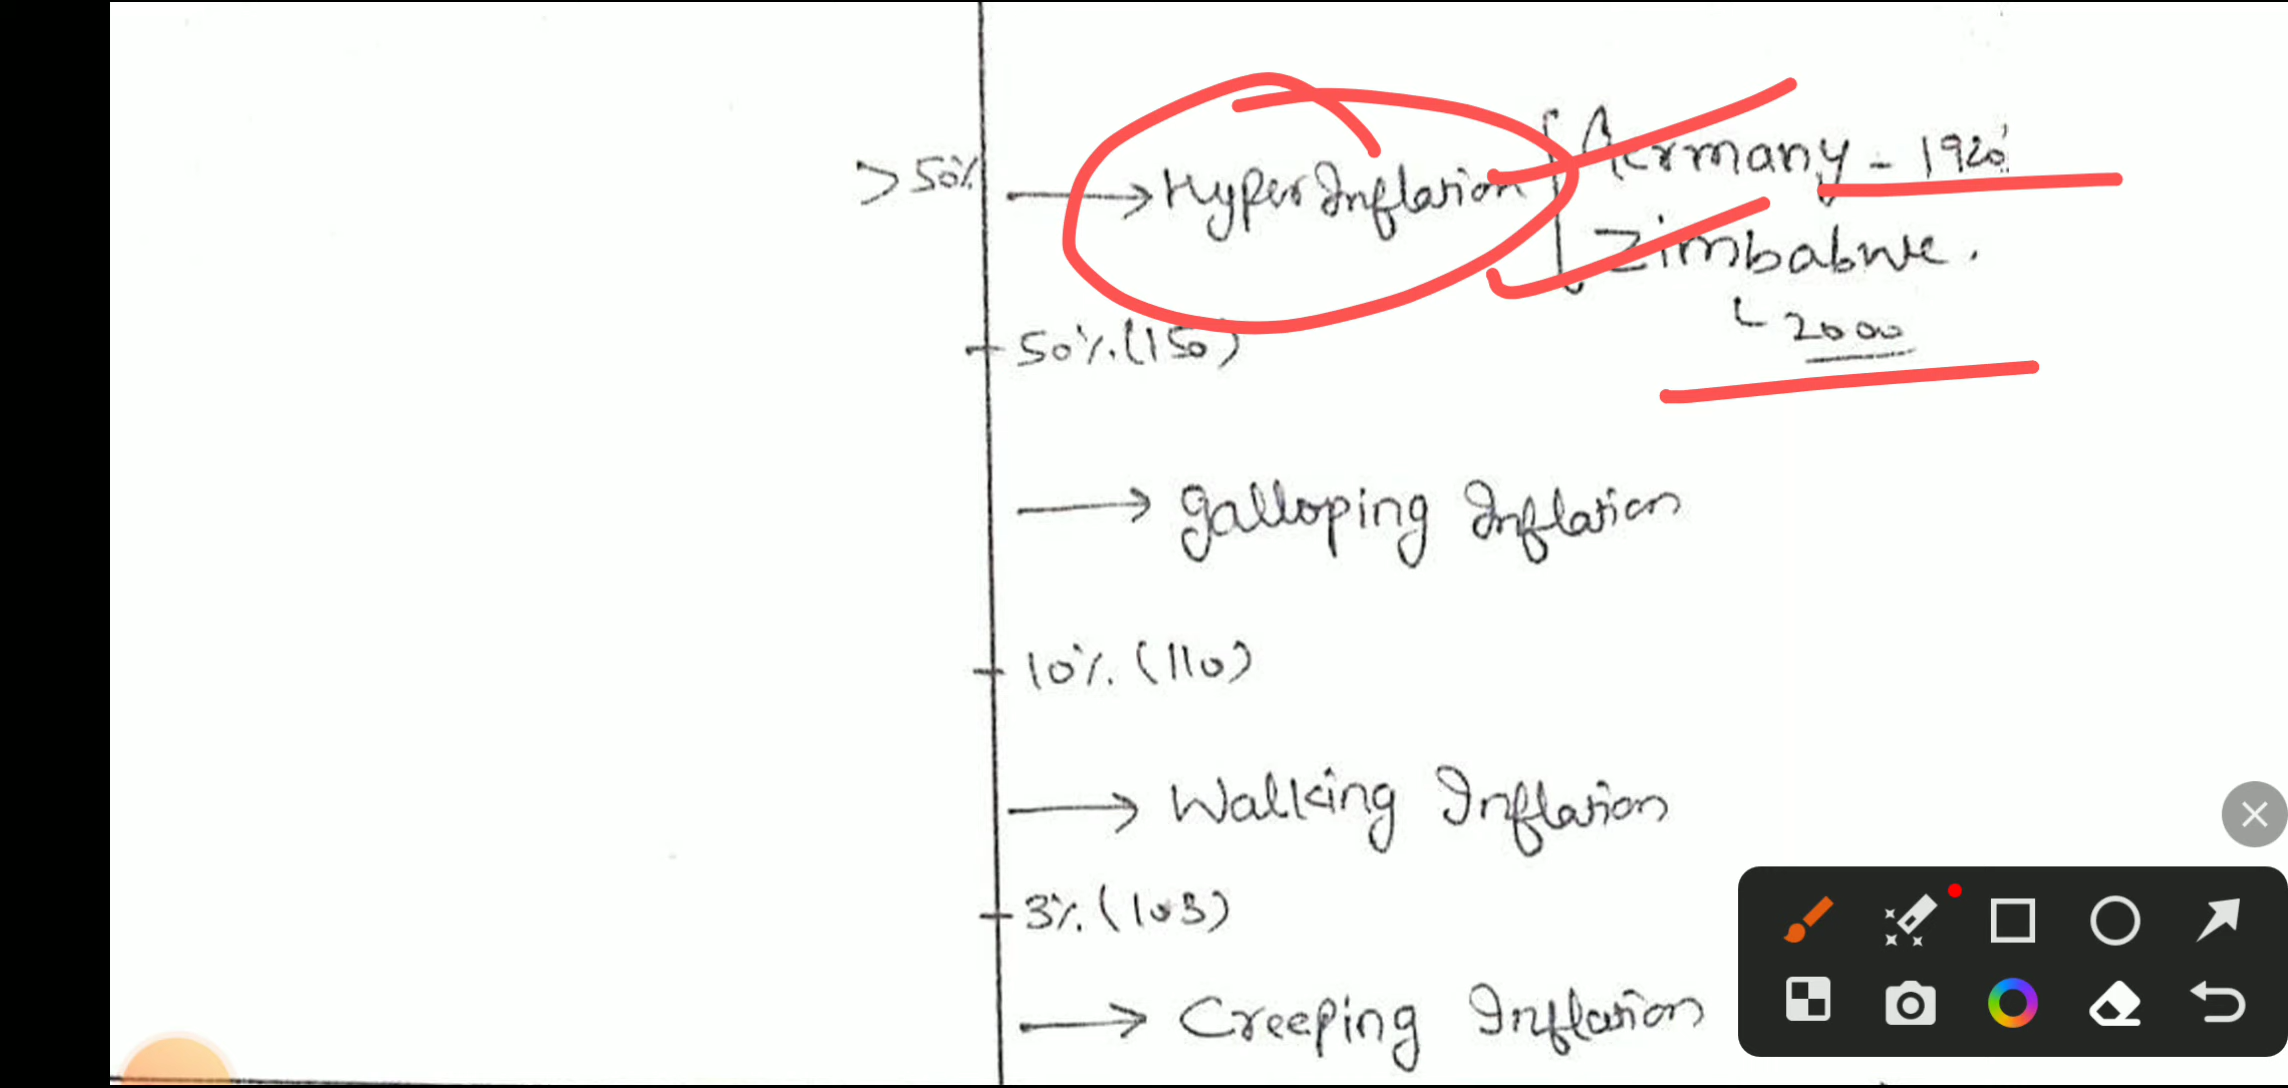 > 50% → Hyper Inflation { Germany - 1920's
Zimbabwe.
↳ 2000
50% (150)
→ galloping Inflation
10% (110)
→ Walking Inflation
3% (103)
→ Creeping Inflation